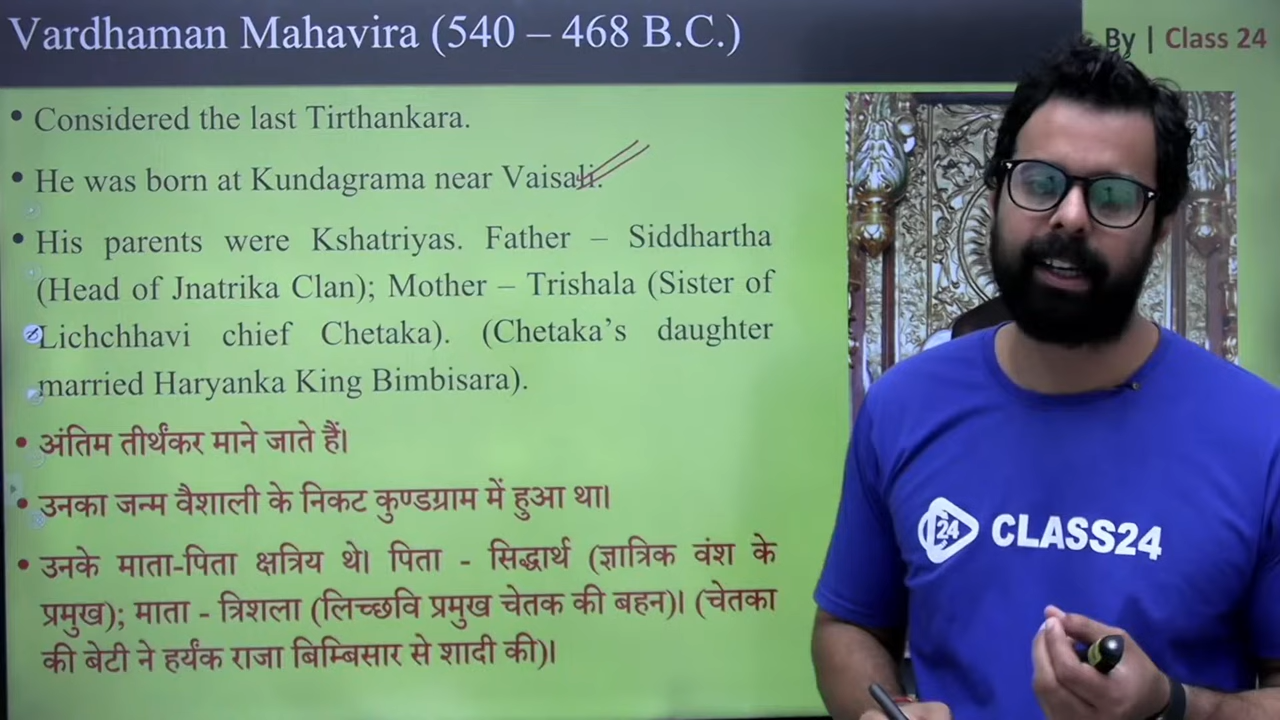 Vardhaman Mahavira (540 – 468 B.C.)
By | Class 24
• Considered the last Tirthankara.
• He was born at Kundagrama near Vaisali.
• His parents were Kshatriyas. Father – Siddhartha
(Head of Jnatrika Clan); Mother – Trishala (Sister of
Lichchhavi chief Chetaka). (Chetaka’s daughter
married Haryanka King Bimbisara).
• अंतिम तीर्थंकर माने जाते हैं।
• उनका जन्म वैशाली के निकट कुण्डग्राम में हुआ था।
• उनके माता-पिता क्षत्रिय थे। पिता - सिद्धार्थ (ज्ञात्रिक वंश के
प्रमुख); माता - त्रिशला (लिच्छवि प्रमुख चेतक की बहन)। (चेतका
की बेटी ने हर्यंक राजा बिम्बिसार से शादी की)।
24 CLASS24